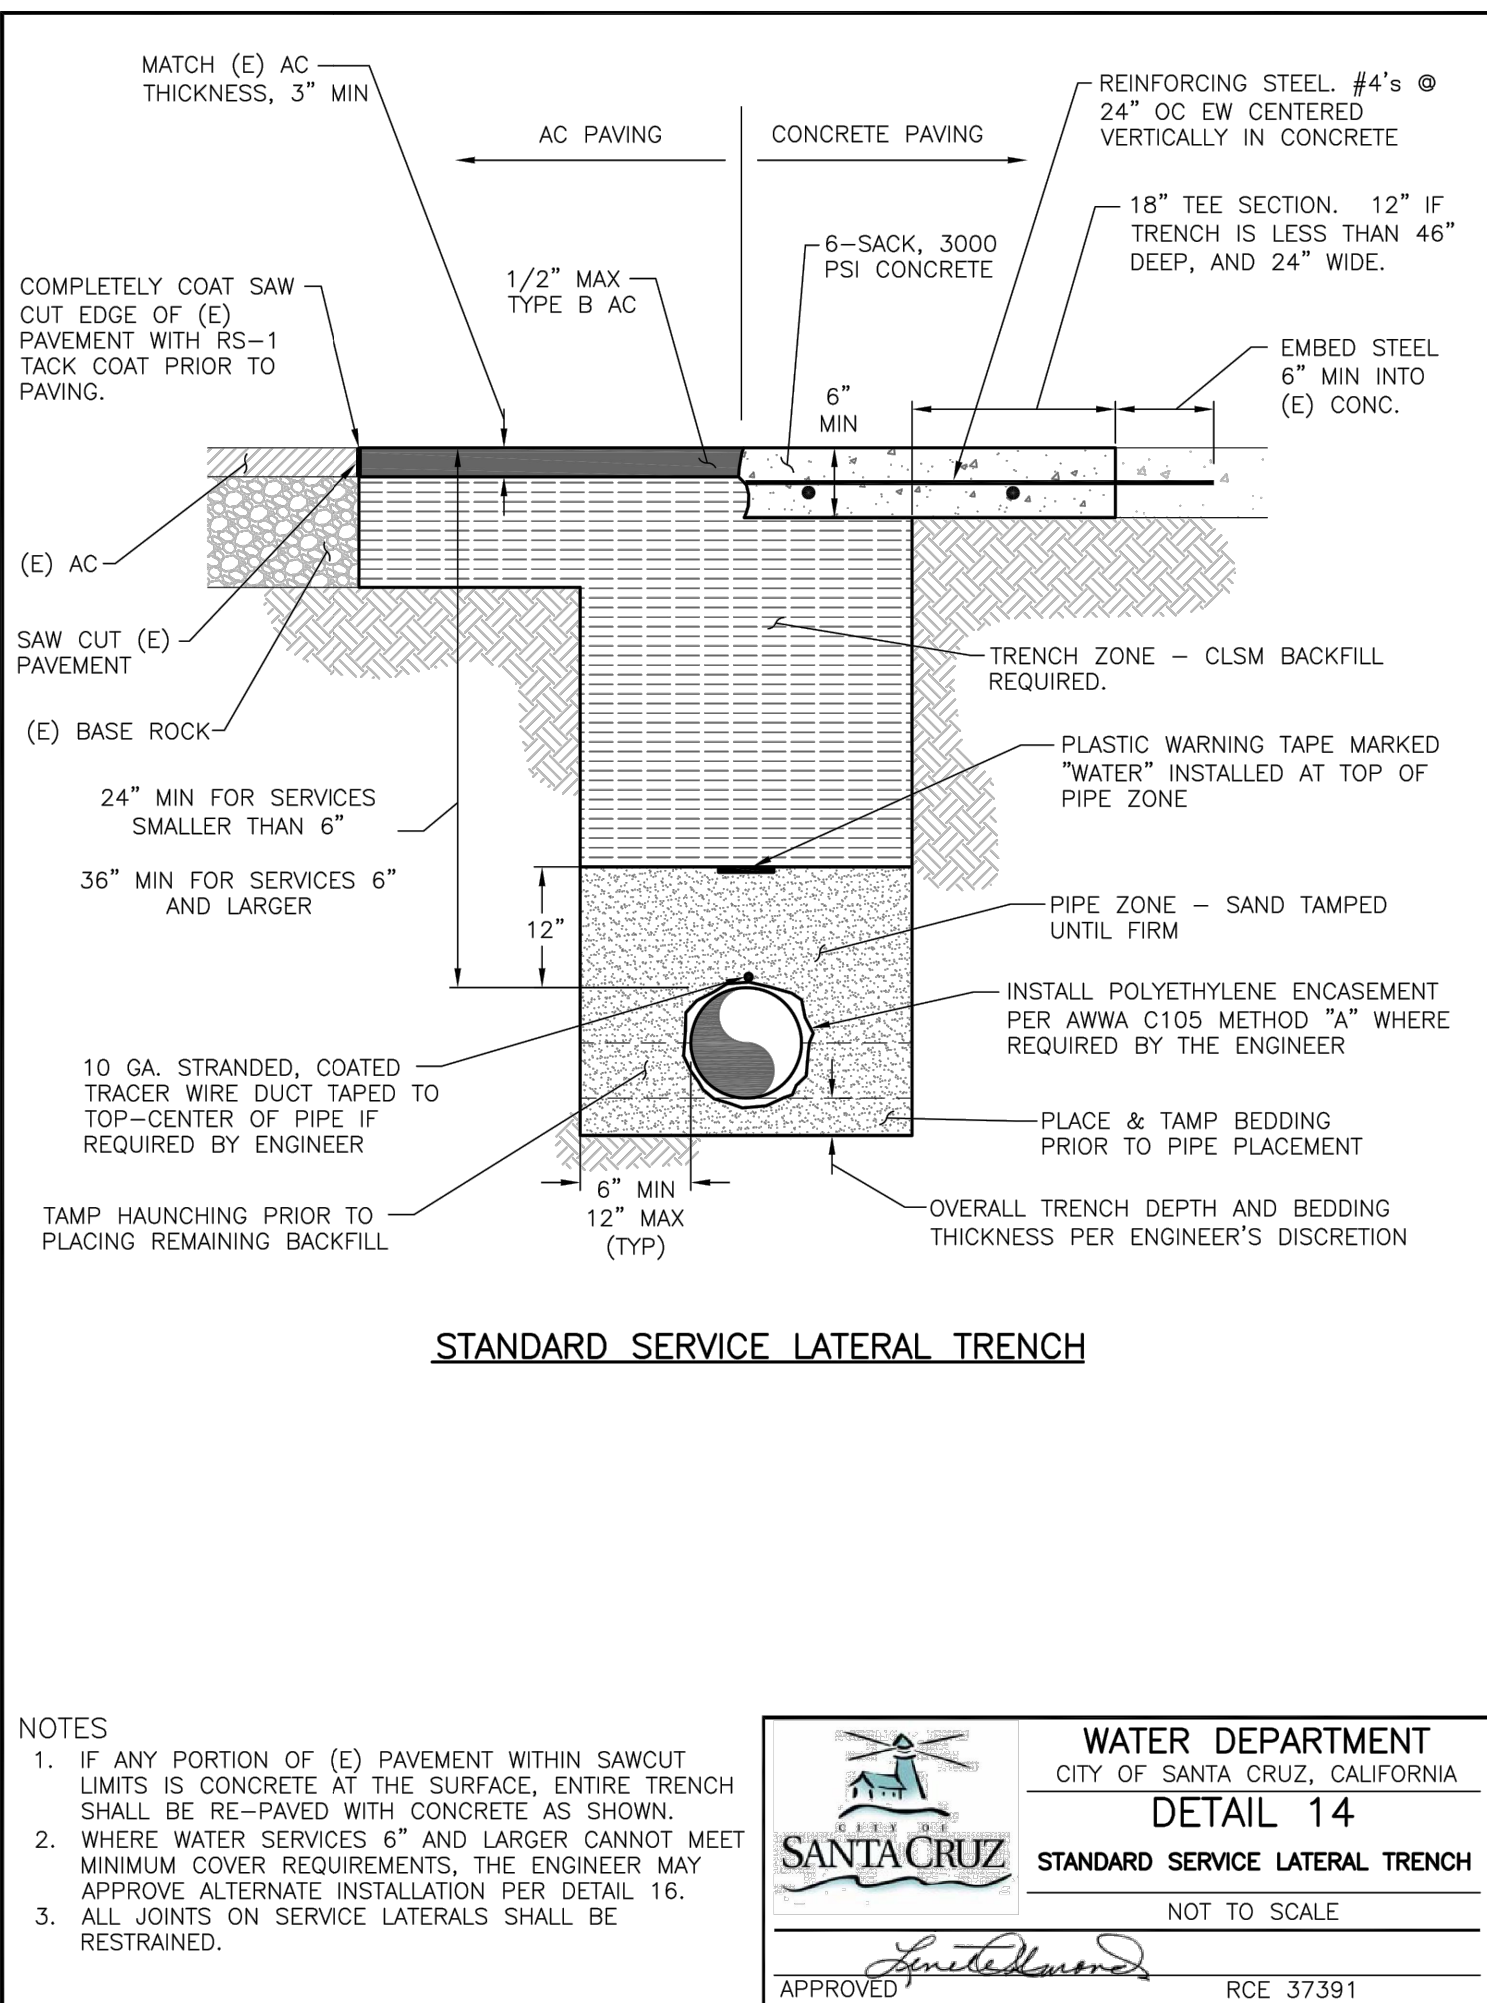 MATCH (E) AC
THICKNESS, 3" MIN
AC PAVING
CONCRETE PAVING
REINFORCING STEEL. #4's @
24" OC EW CENTERED
VERTICALLY IN CONCRETE
18" TEE SECTION. 12" IF
TRENCH IS LESS THAN 46"
DEEP, AND 24" WIDE.
6-SACK, 3000
PSI CONCRETE
1/2" MAX
TYPE B AC
COMPLETELY COAT SAW
CUT EDGE OF (E)
PAVEMENT WITH RS-1
TACK COAT PRIOR TO
PAVING.
EMBED STEEL
6" MIN INTO
(E) CONC.
6"
MIN
(E) AC
SAW CUT (E)
PAVEMENT
(E) BASE ROCK
TRENCH ZONE - CLSM BACKFILL
REQUIRED.
PLASTIC WARNING TAPE MARKED
"WATER" INSTALLED AT TOP OF
PIPE ZONE
24" MIN FOR SERVICES
SMALLER THAN 6"
36" MIN FOR SERVICES 6"
AND LARGER
12"
PIPE ZONE - SAND TAMPED
UNTIL FIRM
INSTALL POLYETHYLENE ENCASEMENT
PER AWWA C105 METHOD "A" WHERE
REQUIRED BY THE ENGINEER
10 GA. STRANDED, COATED
TRACER WIRE DUCT TAPED TO
TOP-CENTER OF PIPE IF
REQUIRED BY ENGINEER
PLACE & TAMP BEDDING
PRIOR TO PIPE PLACEMENT
TAMP HAUNCHING PRIOR TO
PLACING REMAINING BACKFILL
6" MIN
12" MAX
(TYP)
OVERALL TRENCH DEPTH AND BEDDING
THICKNESS PER ENGINEER'S DISCRETION
STANDARD SERVICE LATERAL TRENCH
NOTES
1. IF ANY PORTION OF (E) PAVEMENT WITHIN SAWCUT
LIMITS IS CONCRETE AT THE SURFACE, ENTIRE TRENCH
SHALL BE RE-PAVED WITH CONCRETE AS SHOWN.
2. WHERE WATER SERVICES 6" AND LARGER CANNOT MEET
MINIMUM COVER REQUIREMENTS, THE ENGINEER MAY
APPROVE ALTERNATE INSTALLATION PER DETAIL 16.
3. ALL JOINTS ON SERVICE LATERALS SHALL BE
RESTRAINED.
CITY OF
SANTA CRUZ
WATER DEPARTMENT
CITY OF SANTA CRUZ, CALIFORNIA
DETAIL 14
STANDARD SERVICE LATERAL TRENCH
NOT TO SCALE
APPROVED
RCE 37391